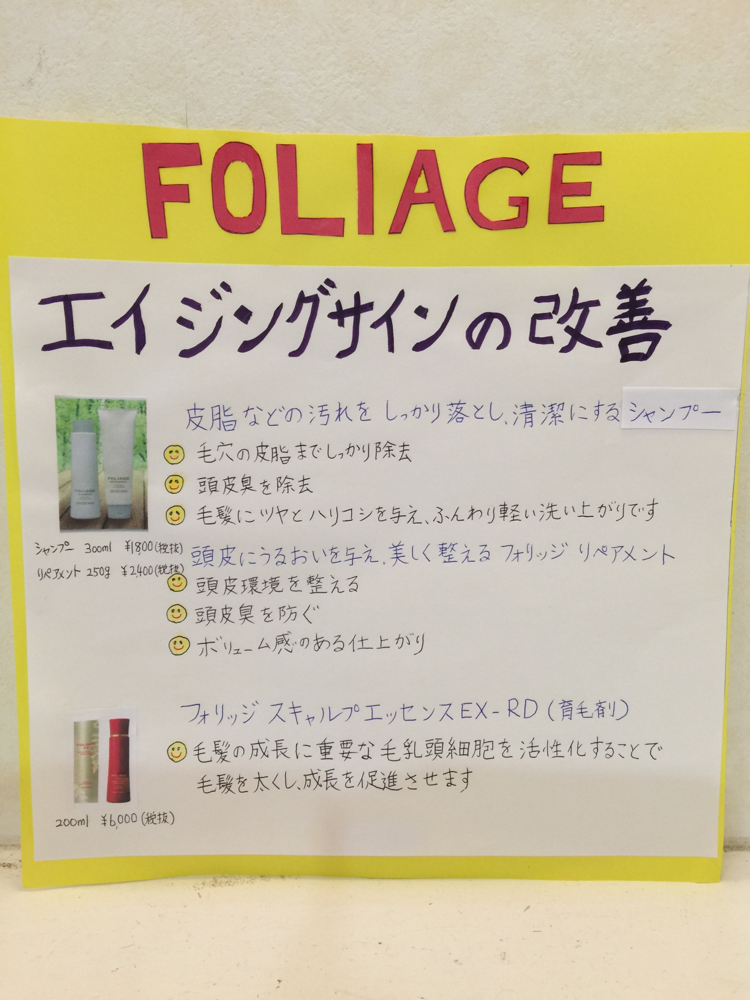 FOLIAGE
エイジングサインの改善
皮脂などの汚れをしっかり落とし、清潔にするシャンプー
毛穴の皮脂までしっかり除去
頭皮臭を除去
毛髪にツヤとハリコシを与え、ふんわり軽い洗い上がりです
シャンプー 300ml ¥1,800(税抜)
リペアメント 250g ¥2,400(税抜)
頭皮にうるおいを与え、美しく整えるフォリッジ リペアメント
頭皮環境を整える
頭皮臭を防ぐ
ボリューム感のある仕上がり
フォリッジ スキャルプエッセンスEX-RD(育毛剤)
毛髪の成長に重要な毛乳頭細胞を活性化することで
毛髪を太くし、成長を促進させます
200ml ¥6,000(税抜)